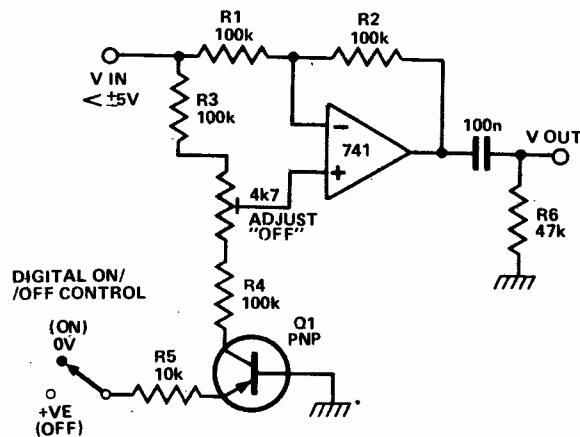 R1
100k
R2
100k
V IN
< ±5V
R3
100k
−
741
+
100n
V OUT
4k7
ADJUST
"OFF"
R6
47k
R4
100k
DIGITAL ON/
/OFF CONTROL
(ON)
0V
Q1
PNP
R5
10k
+VE
(OFF)